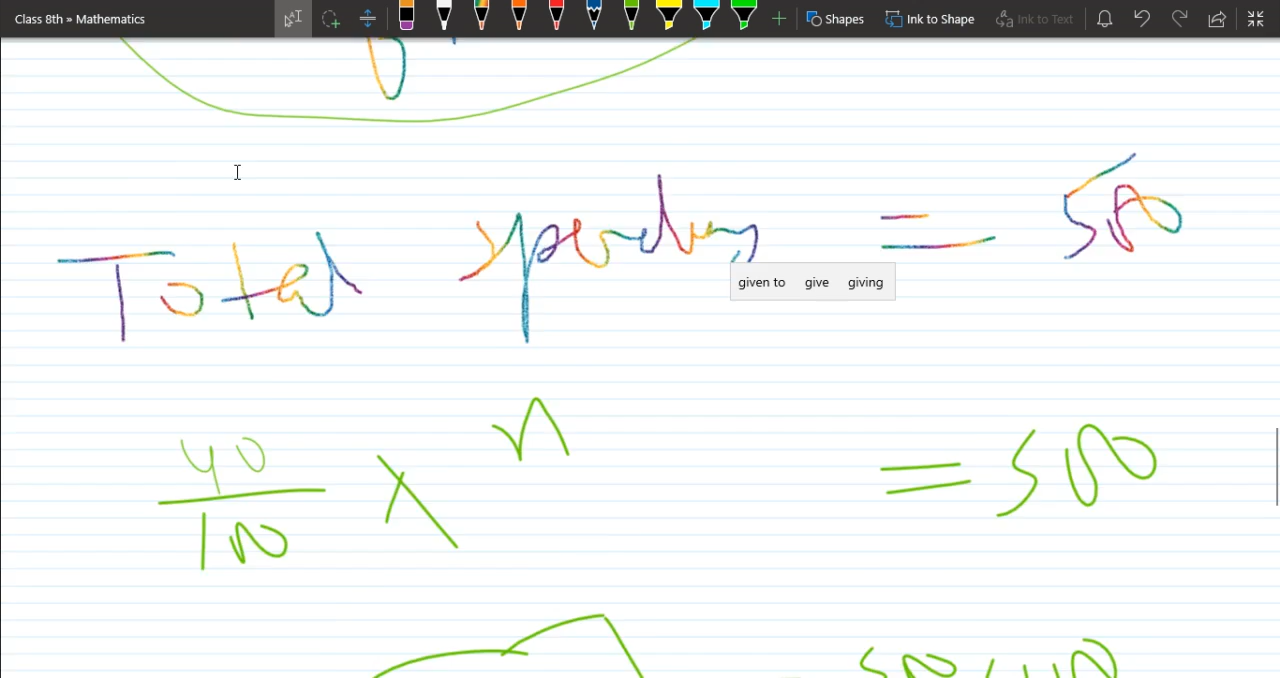 Class 8th » Mathematics
Shapes Ink to Shape Ink to Text
Total spending = 500
given to give giving
40/100 × n = 500